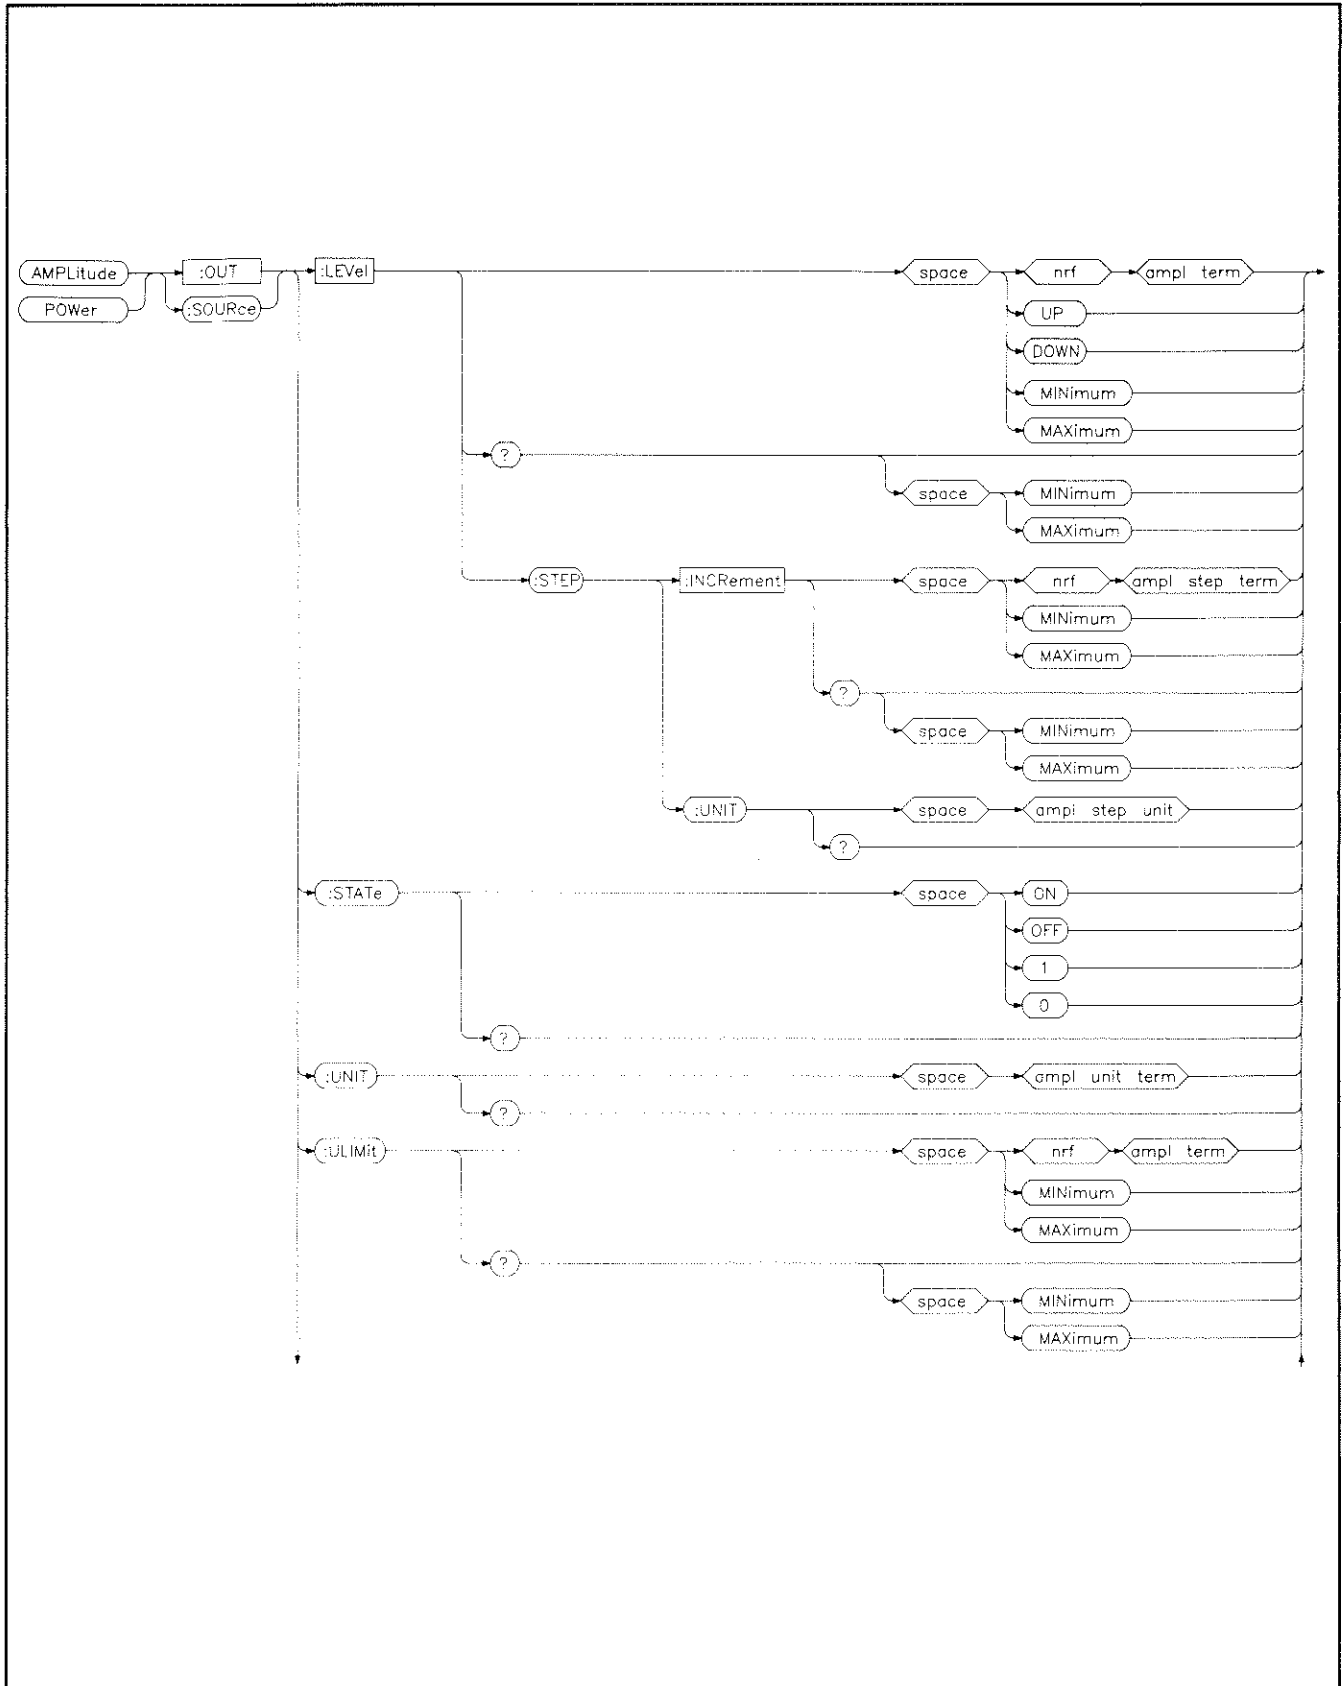 AMPLitude :OUT :LEVel space nrf ampl term
POWer :SOURce UP
DOWN
MINimum
MAXimum
?
space MINimum
MAXimum
:STEP :INCRement space nrf ampl step term
MINimum
MAXimum
?
space MINimum
MAXimum
:UNIT space ampl step unit
?
:STATe space ON
OFF
1
0
?
:UNIT space ampl unit term
?
:ULIMit space nrf ampl term
MINimum
MAXimum
?
space MINimum
MAXimum